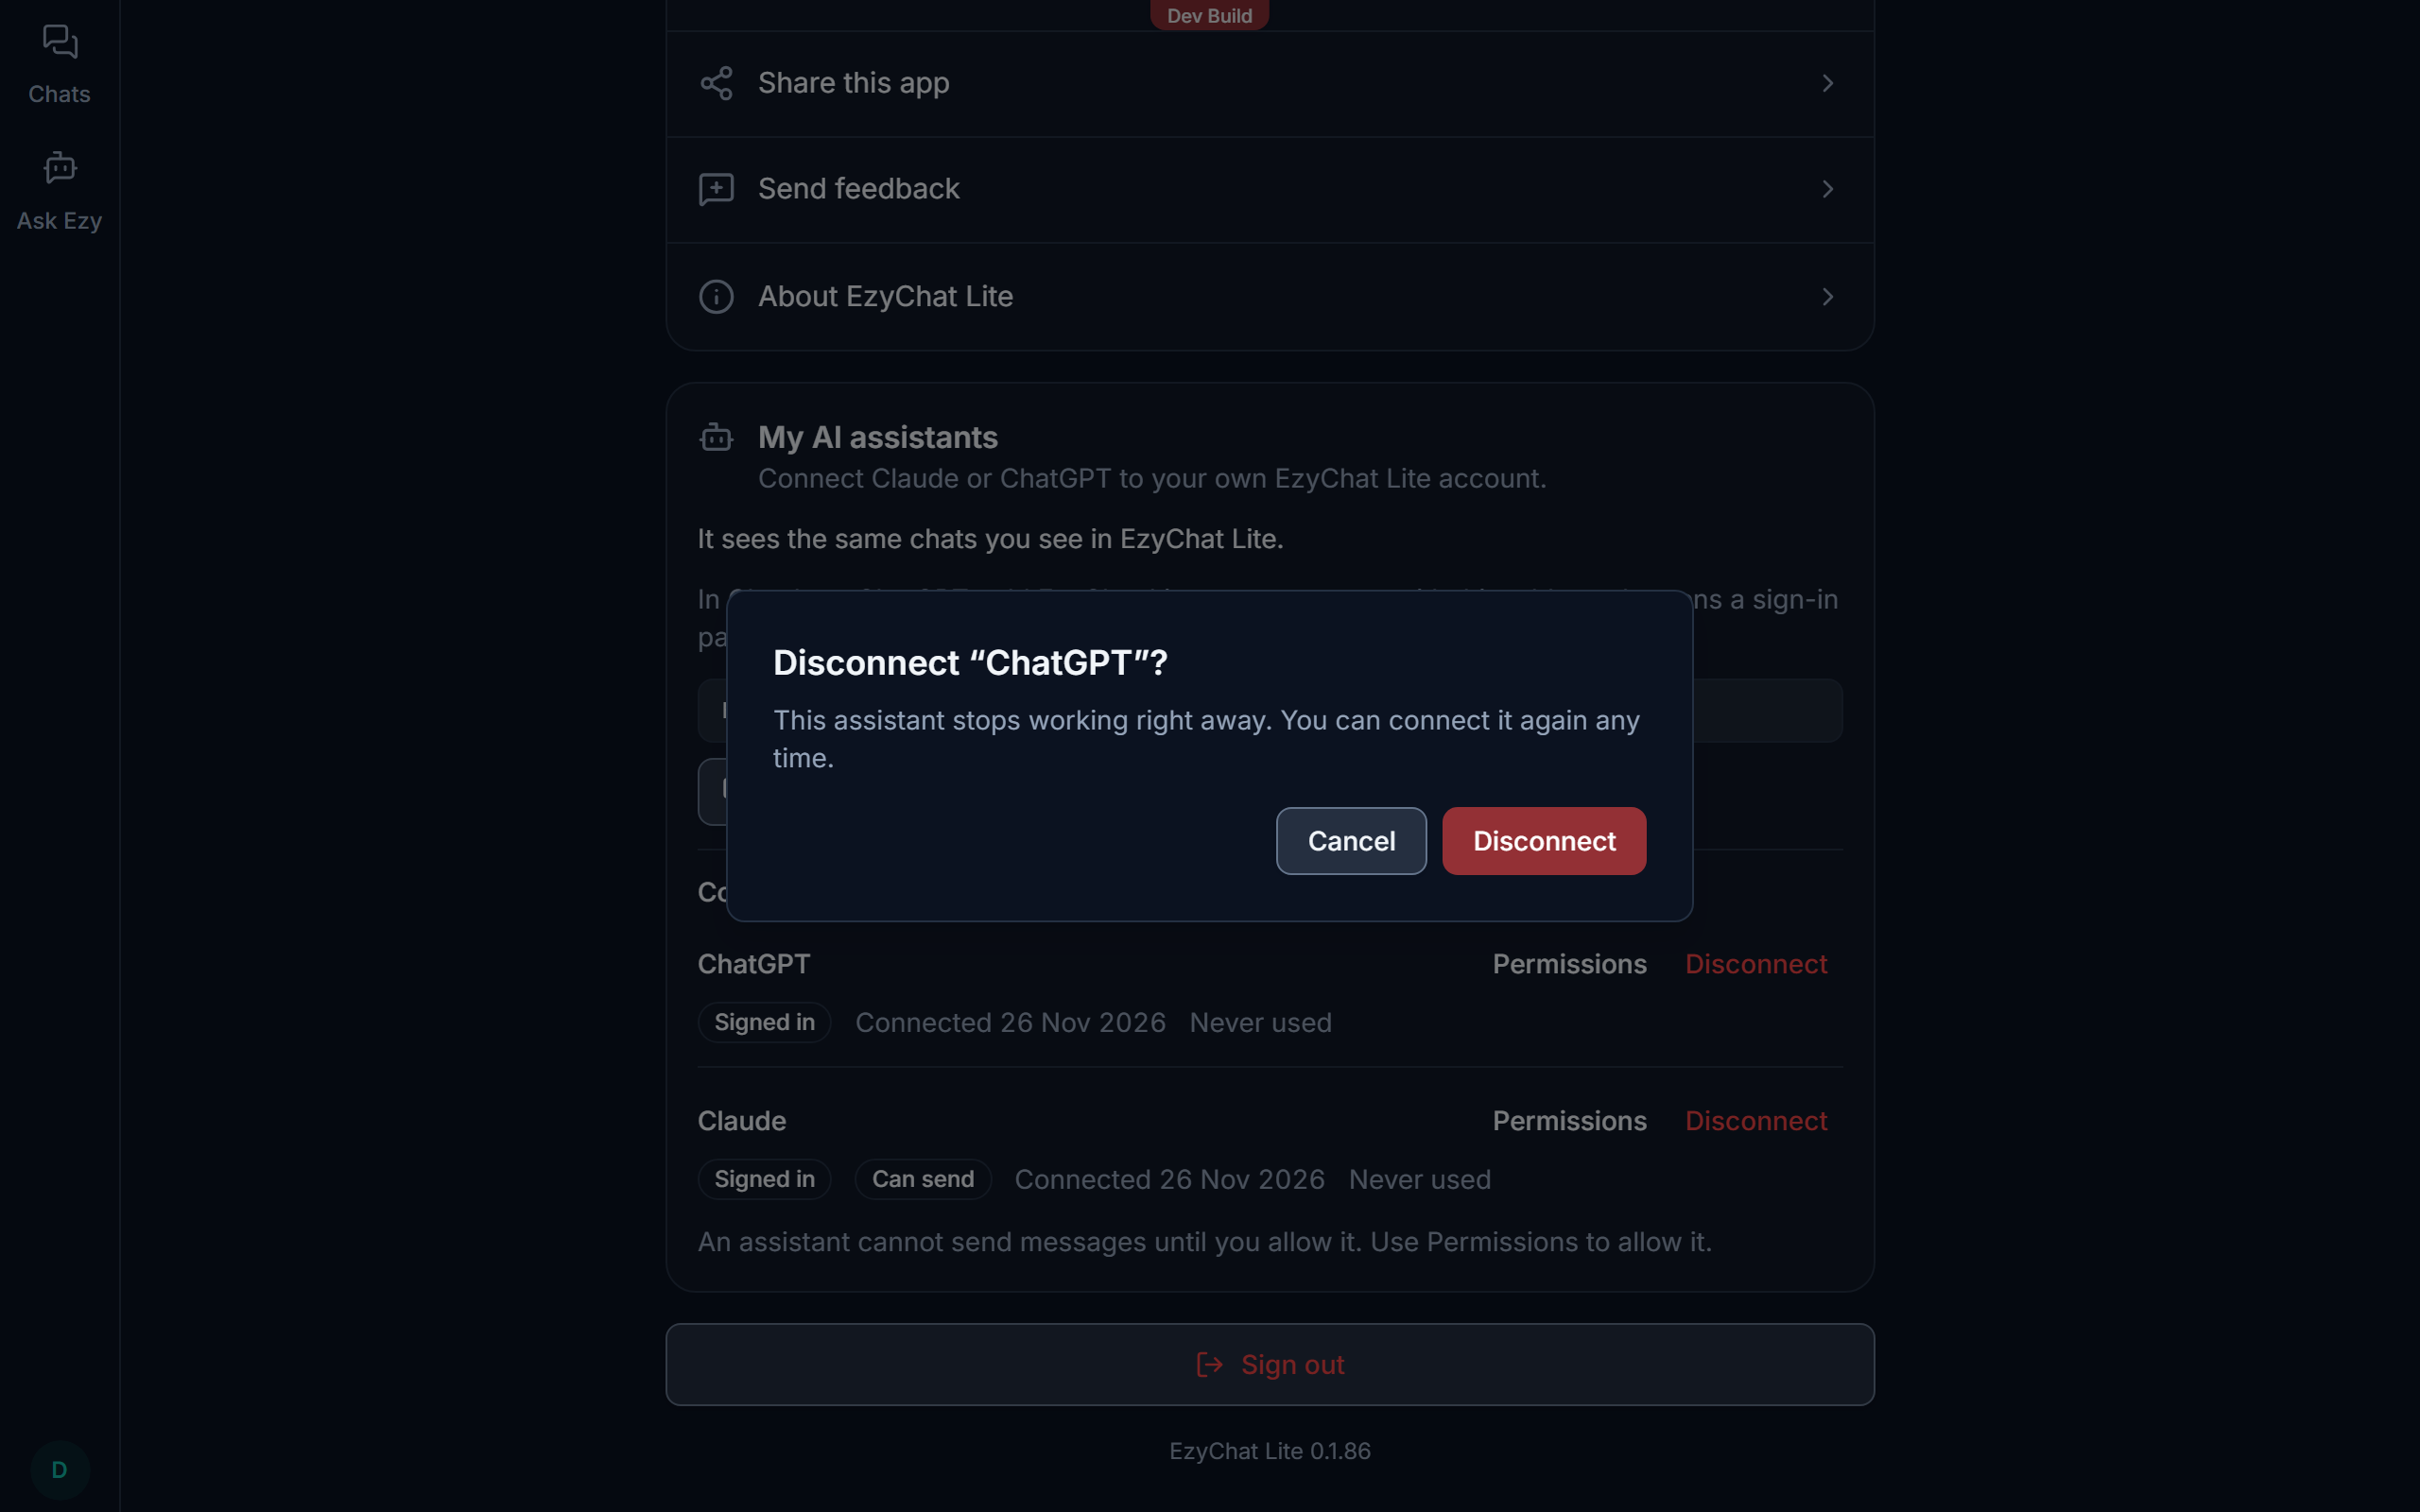 Dev Build
Chats
Ask Ezy
Share this app
Send feedback
About EzyChat Lite
My AI assistants
Connect Claude or ChatGPT to your own EzyChat Lite account.
It sees the same chats you see in EzyChat Lite.
In
ns a sign-in
pa
Disconnect “ChatGPT”?
This assistant stops working right away. You can connect it again any
time.
Cancel Disconnect
Co
ChatGPT Permissions Disconnect
Signed in Connected 26 Nov 2026 Never used
Claude Permissions Disconnect
Signed in Can send Connected 26 Nov 2026 Never used
An assistant cannot send messages until you allow it. Use Permissions to allow it.
Sign out
EzyChat Lite 0.1.86
D